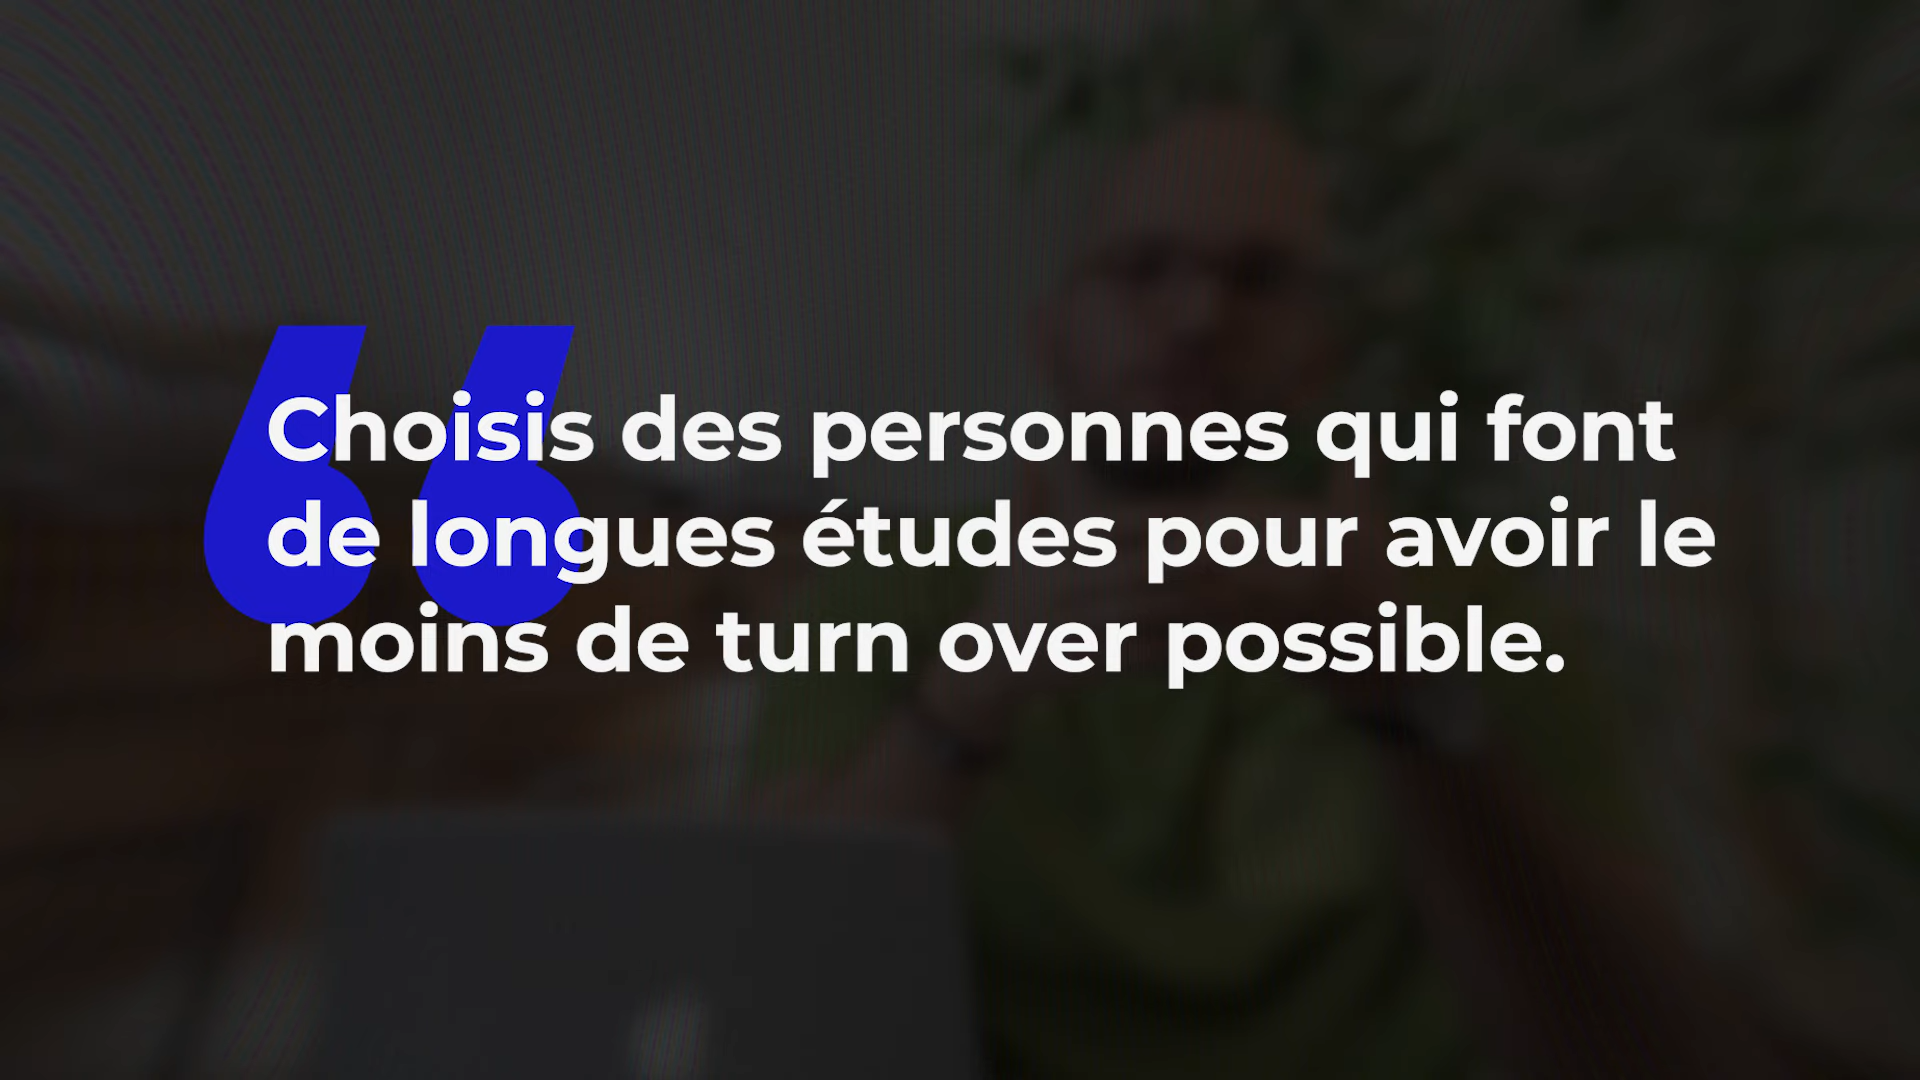 Choisis des personnes qui font
de longues études pour avoir le
moins de turn over possible.